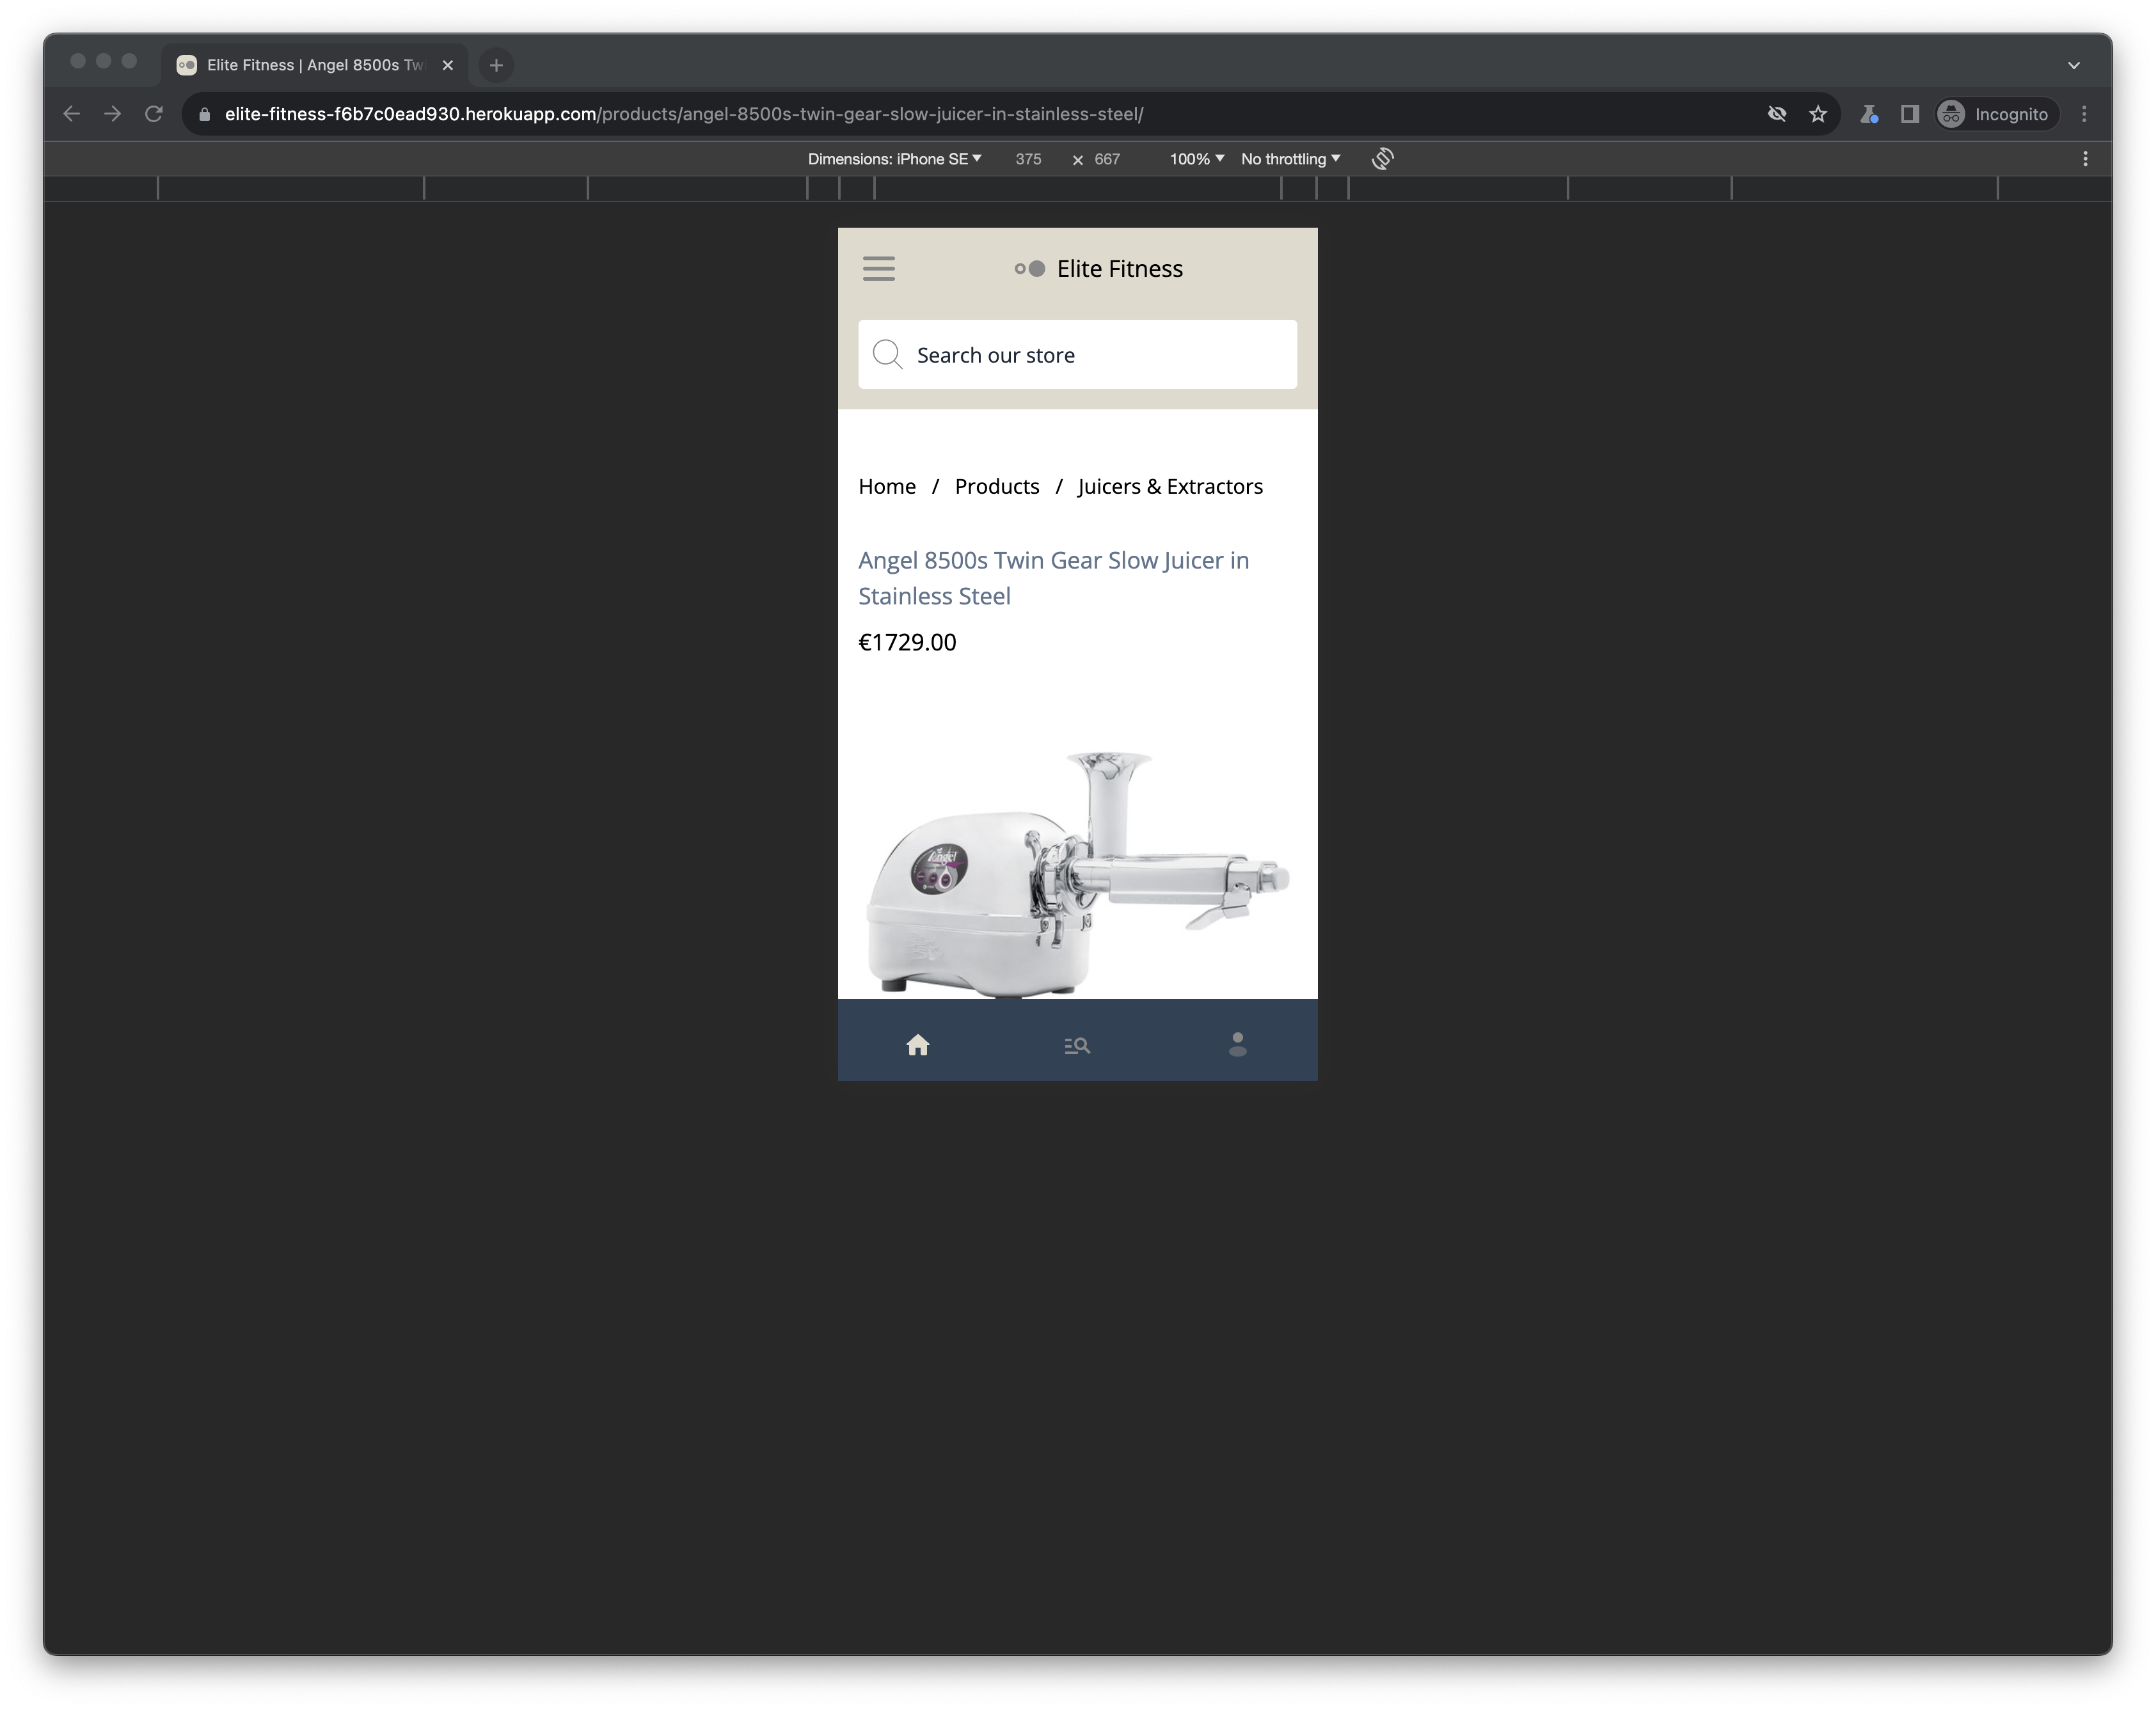 Elite Fitness | Angel 8500s Tw
elite-fitness-f6b7c0ead930.herokuapp.com/products/angel-8500s-twin-gear-slow-juicer-in-stainless-steel/
Incognito
Dimensions: iPhone SE 375 × 667 100% No throttling
Elite Fitness
Search our store
Home / Products / Juicers & Extractors
Angel 8500s Twin Gear Slow Juicer in
Stainless Steel
€1729.00
Angel